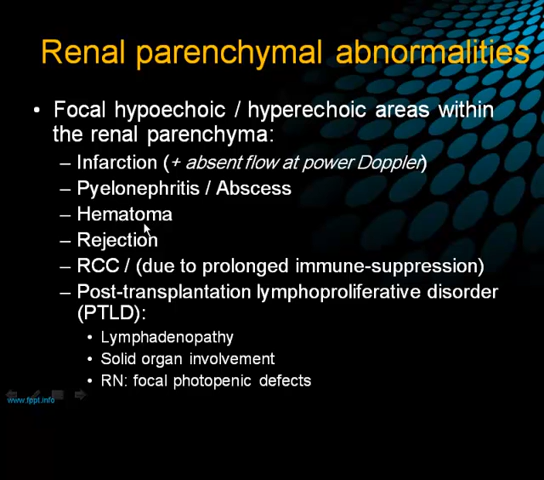 Renal parenchymal abnormalities
• Focal hypoechoic / hyperechoic areas within
the renal parenchyma:
– Infarction (+ absent flow at power Doppler)
– Pyelonephritis / Abscess
– Hematoma
– Rejection
– RCC / (due to prolonged immune-suppression)
– Post-transplantation lymphoproliferative disorder
(PTLD):
• Lymphadenopathy
• Solid organ involvement
• RN: focal photopenic defects
www.fppt.info